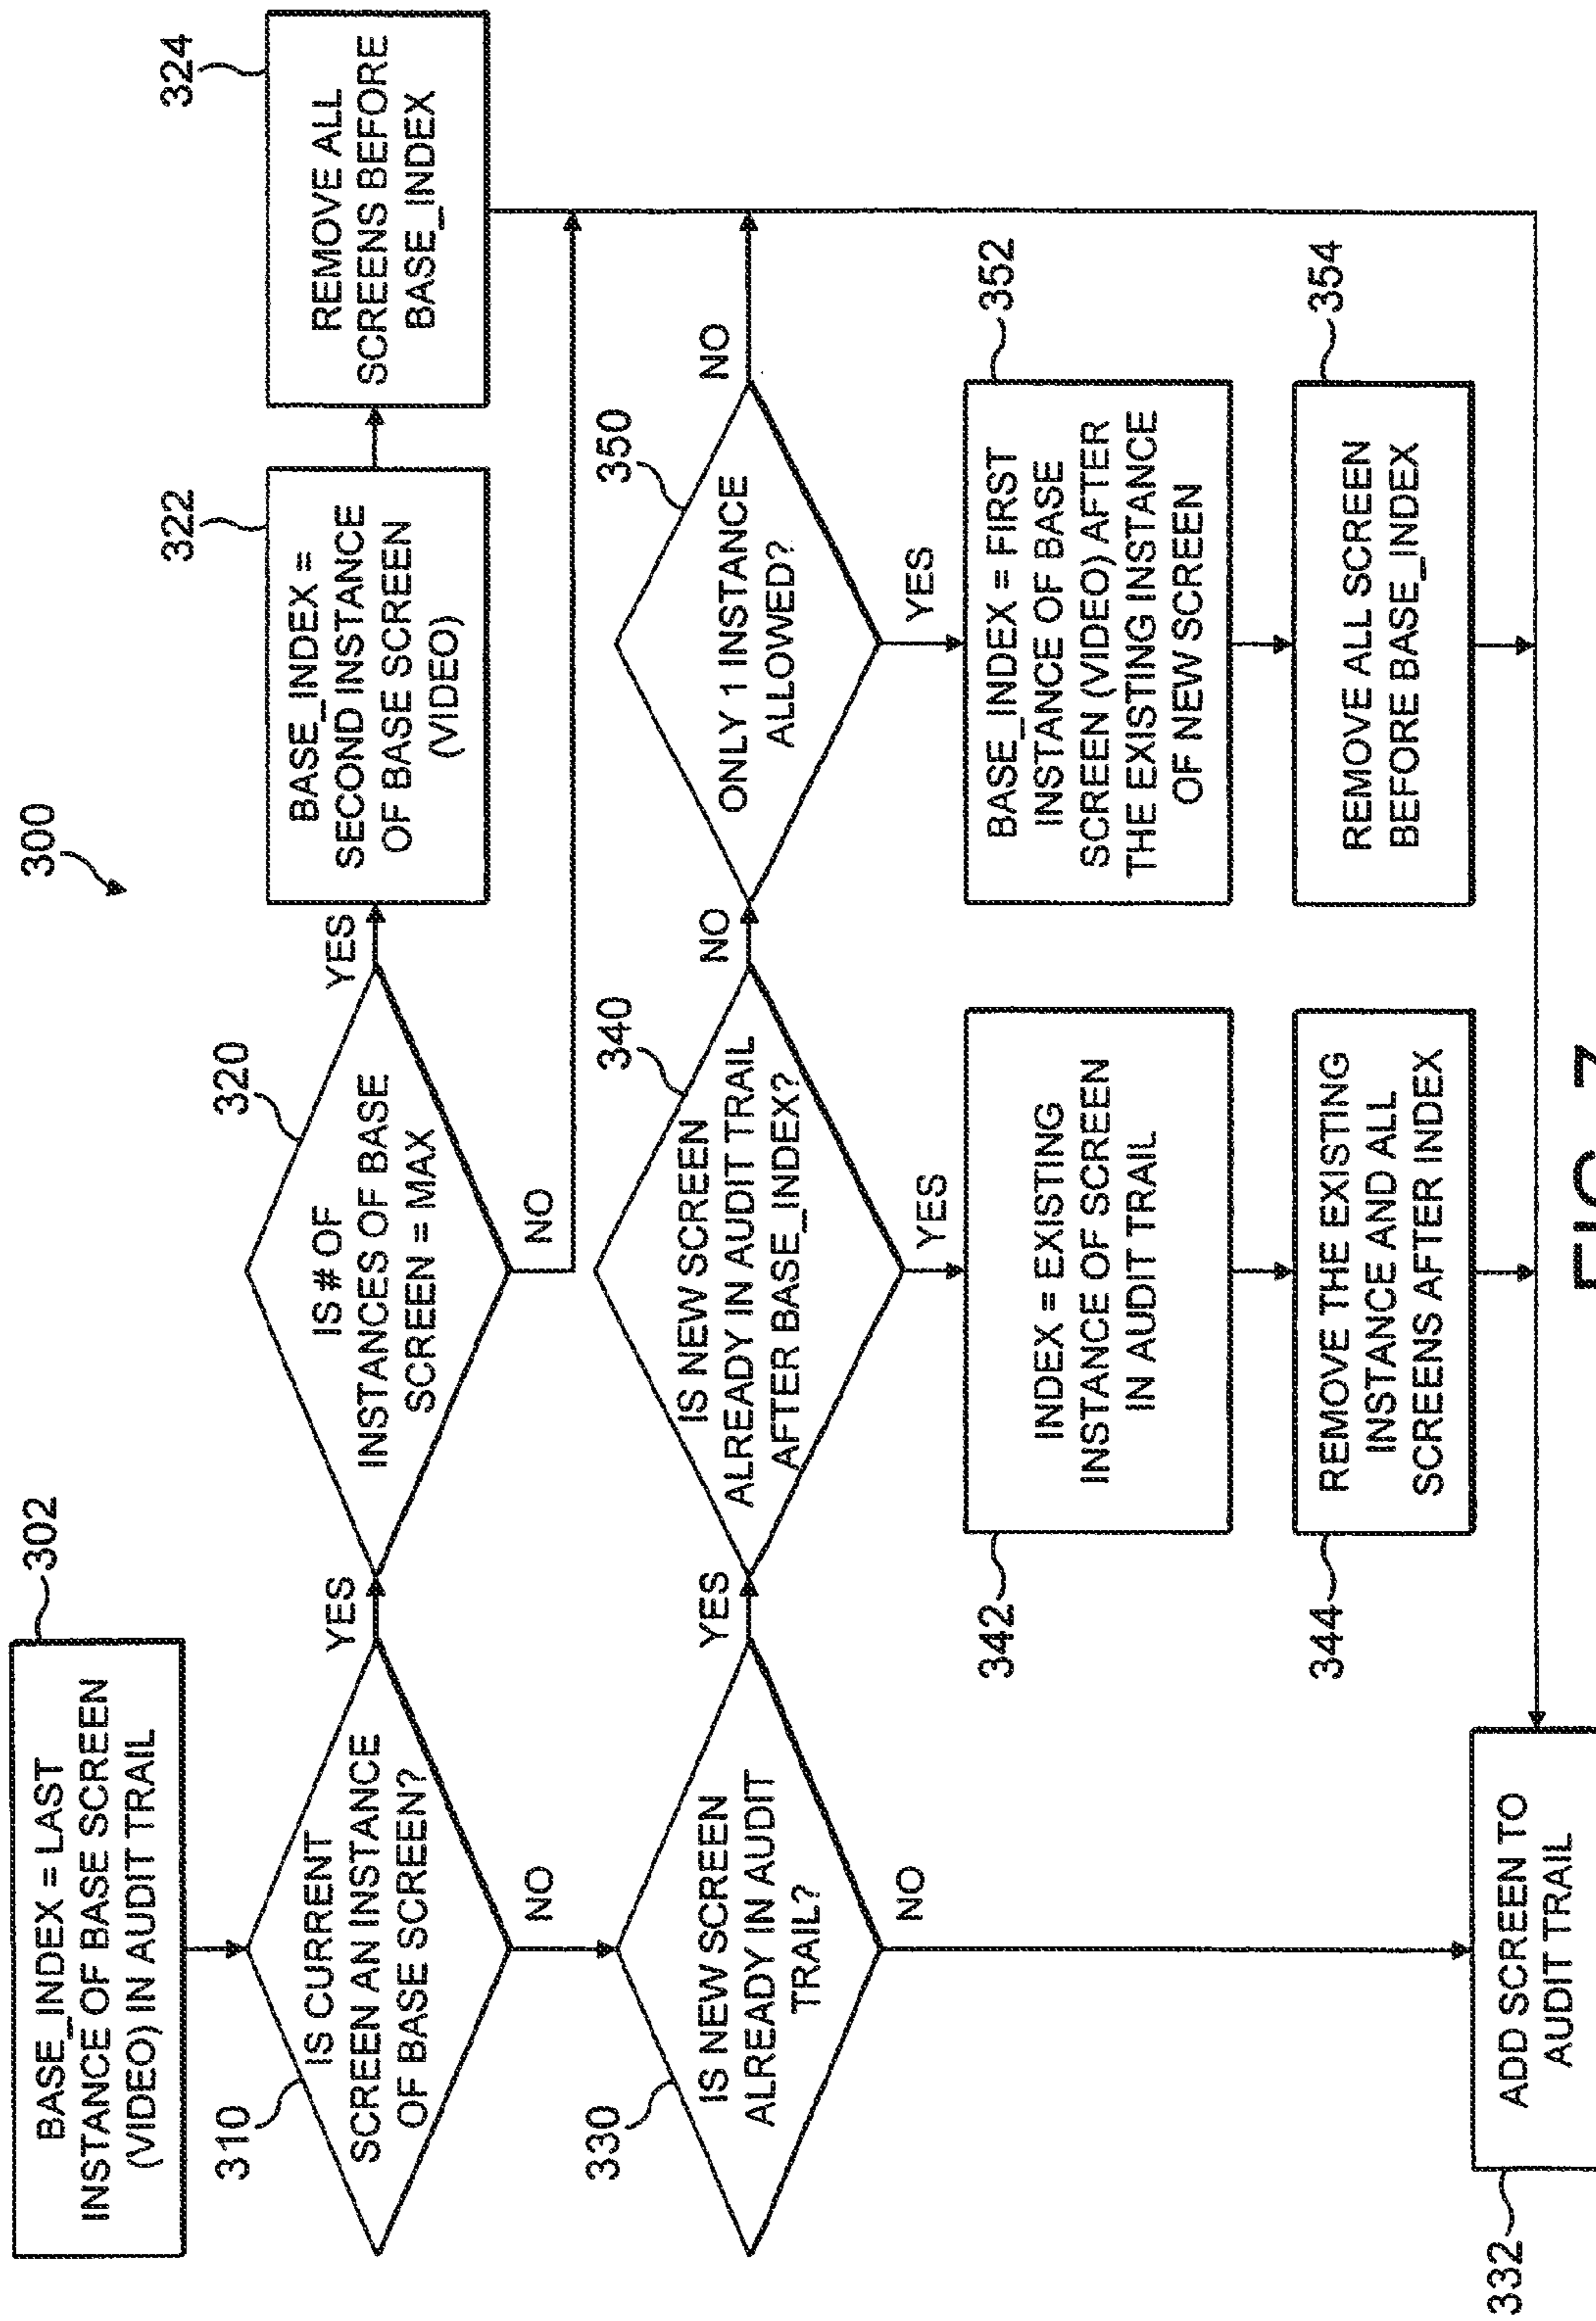 300
302
BASE_INDEX = LAST
INSTANCE OF BASE SCREEN
(VIDEO) IN AUDIT TRAIL
310
IS CURRENT
SCREEN AN INSTANCE
OF BASE SCREEN?
YES
NO
320
IS # OF
INSTANCES OF BASE
SCREEN = MAX
YES
NO
322
BASE_INDEX =
SECOND INSTANCE
OF BASE SCREEN
(VIDEO)
324
REMOVE ALL
SCREENS BEFORE
BASE_INDEX
330
IS NEW SCREEN
ALREADY IN AUDIT
TRAIL?
YES
NO
340
IS NEW SCREEN
ALREADY IN AUDIT TRAIL
AFTER BASE_INDEX?
NO
YES
350
ONLY 1 INSTANCE
ALLOWED?
NO
YES
342
INDEX = EXISTING
INSTANCE OF SCREEN
IN AUDIT TRAIL
352
BASE_INDEX = FIRST
INSTANCE OF BASE
SCREEN (VIDEO) AFTER
THE EXISTING INSTANCE
OF NEW SCREEN
344
REMOVE THE EXISTING
INSTANCE AND ALL
SCREENS AFTER INDEX
354
REMOVE ALL SCREEN
BEFORE BASE_INDEX
332
ADD SCREEN TO
AUDIT TRAIL